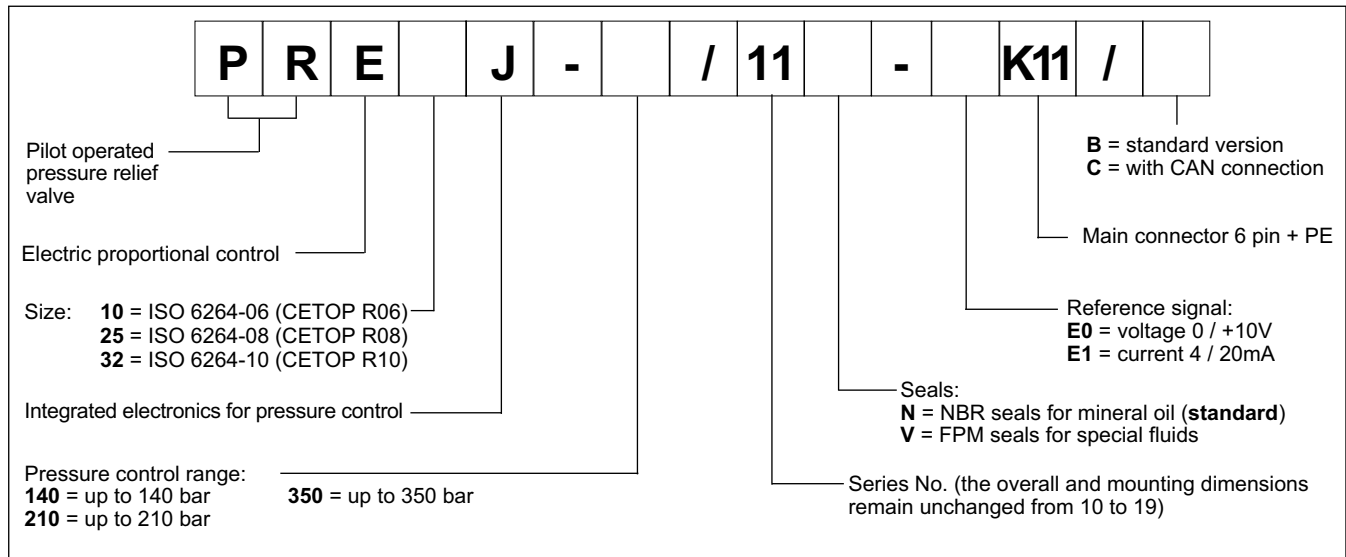 P R E J - / 11 - K11 /
Pilot operated
pressure relief
valve
Electric proportional control
Size: 10 = ISO 6264-06 (CETOP R06)
25 = ISO 6264-08 (CETOP R08)
32 = ISO 6264-10 (CETOP R10)
Integrated electronics for pressure control
Pressure control range:
140 = up to 140 bar 350 = up to 350 bar
210 = up to 210 bar
B = standard version
C = with CAN connection
Main connector 6 pin + PE
Reference signal:
E0 = voltage 0 / +10V
E1 = current 4 / 20mA
Seals:
N = NBR seals for mineral oil (standard)
V = FPM seals for special fluids
Series No. (the overall and mounting dimensions
remain unchanged from 10 to 19)